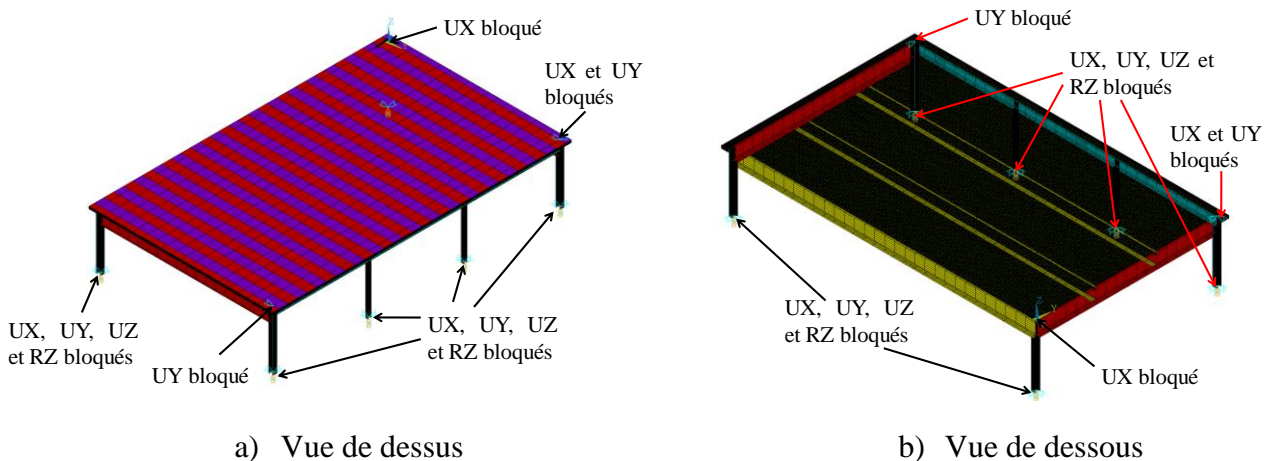 UX bloqué
UX et UY
bloqués
UX, UY, UZ
et RZ bloqués
UY bloqué
UX, UY, UZ
et RZ bloqués
a) Vue de dessus
UY bloqué
UX, UY, UZ et
RZ bloqués
UX et UY
bloqués
UX, UY, UZ
et RZ bloqués
UX bloqué
b) Vue de dessous
Z
Z
Y